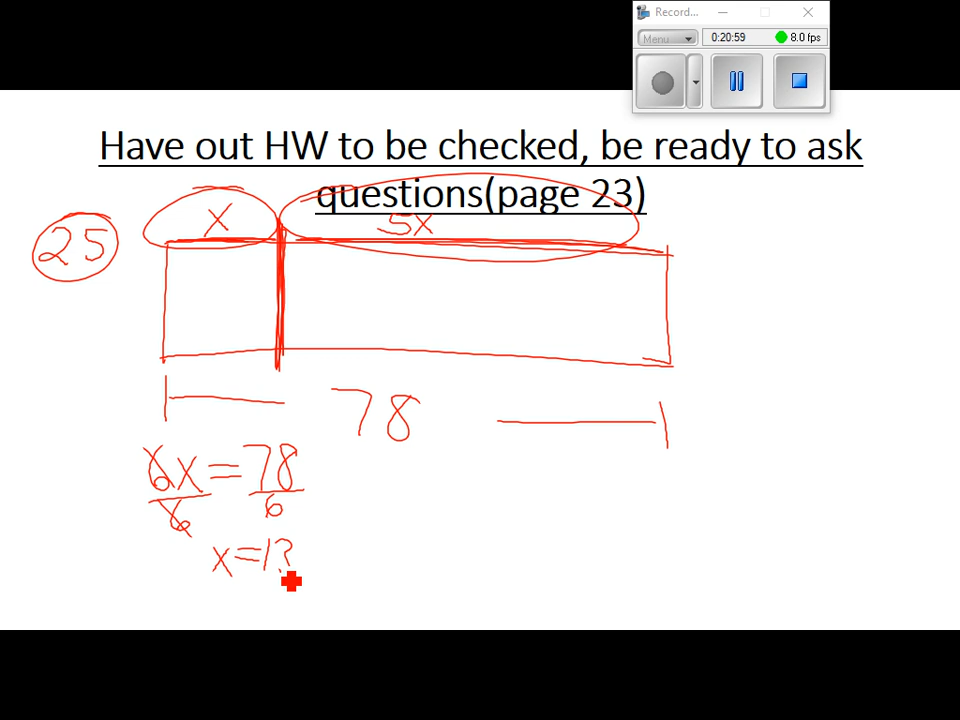 Record...
Menu
0:20:59
8.0 fps
Have out HW to be checked, be ready to ask
questions(page 23)
25
x
5x
78
6x=78
6
6
x=13